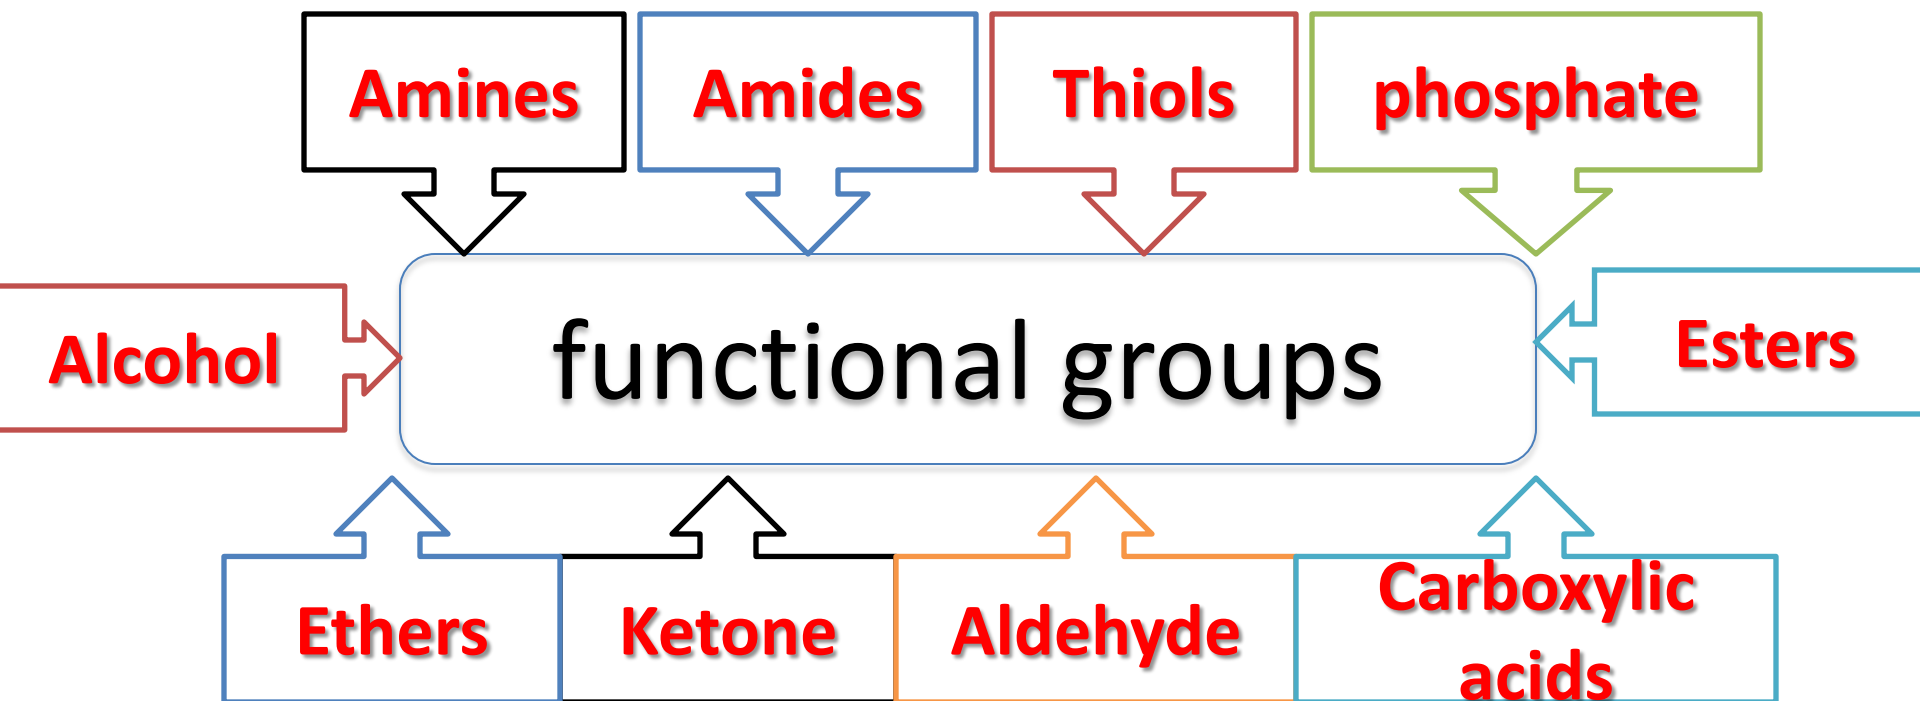 Amines
Amides
Thiols
phosphate
Alcohol
functional groups
Esters
Ethers
Ketone
Aldehyde
Carboxylic
acids